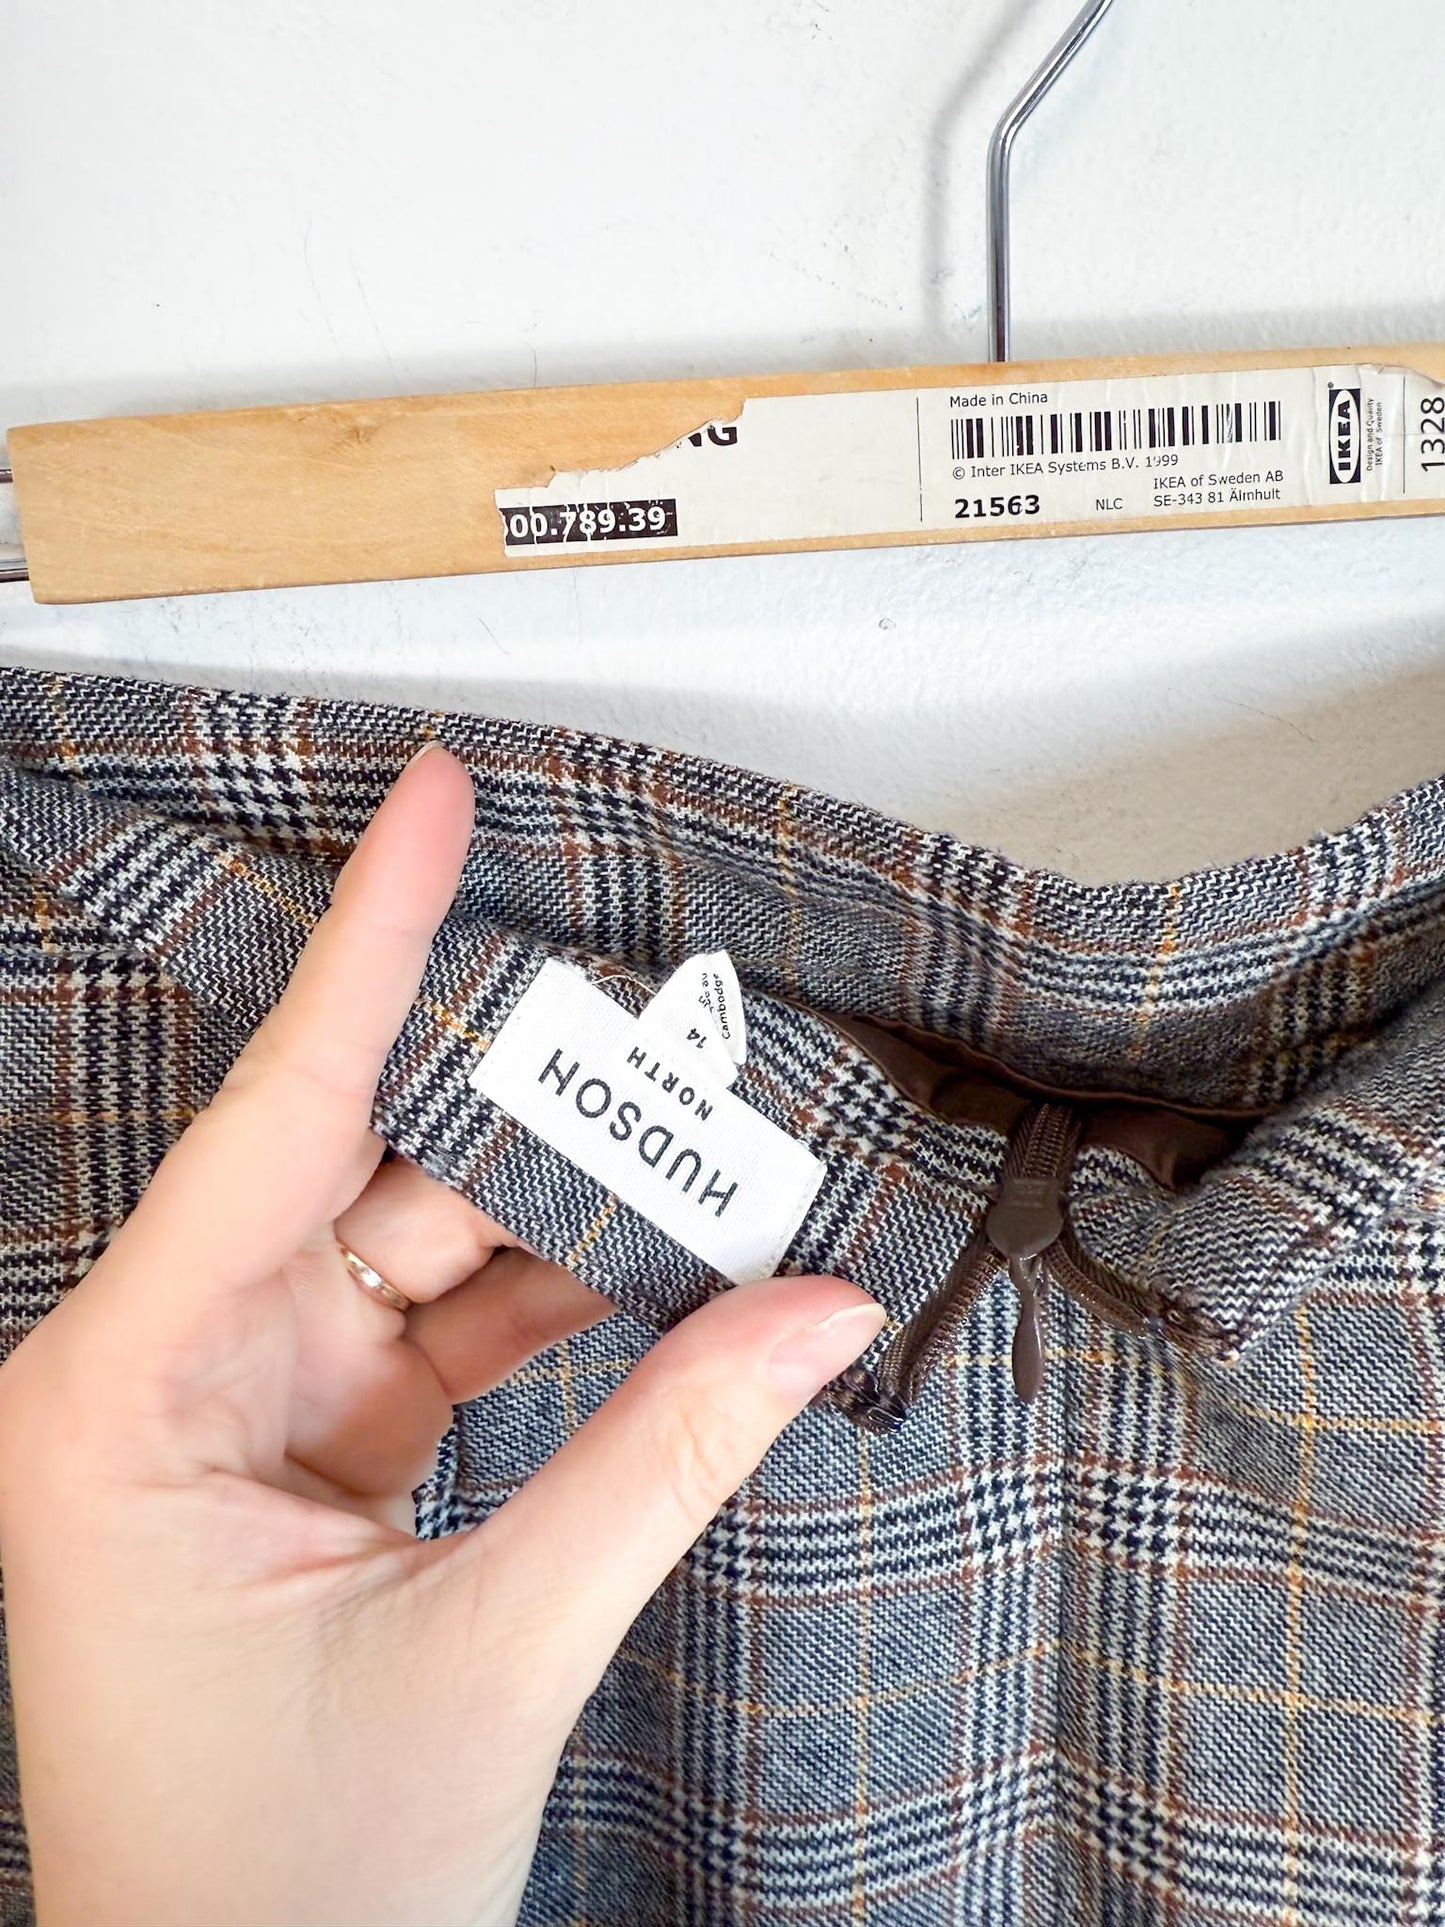 NG
00.789.39
Made in China
© Inter IKEA Systems B.V. 1999
21563
NLC
IKEA of Sweden AB
SE-343 81 Älmhult
IKEA
Design and Quality
IKEA of Sweden
1328
HUDSON
NORTH
14
Cambodge